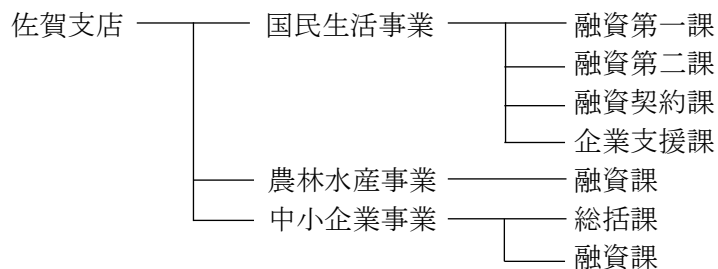 佐賀支店 国民生活事業 融資第一課
融資第二課
融資契約課
企業支援課
農林水産事業 融資課
中小企業事業 総括課
融資課